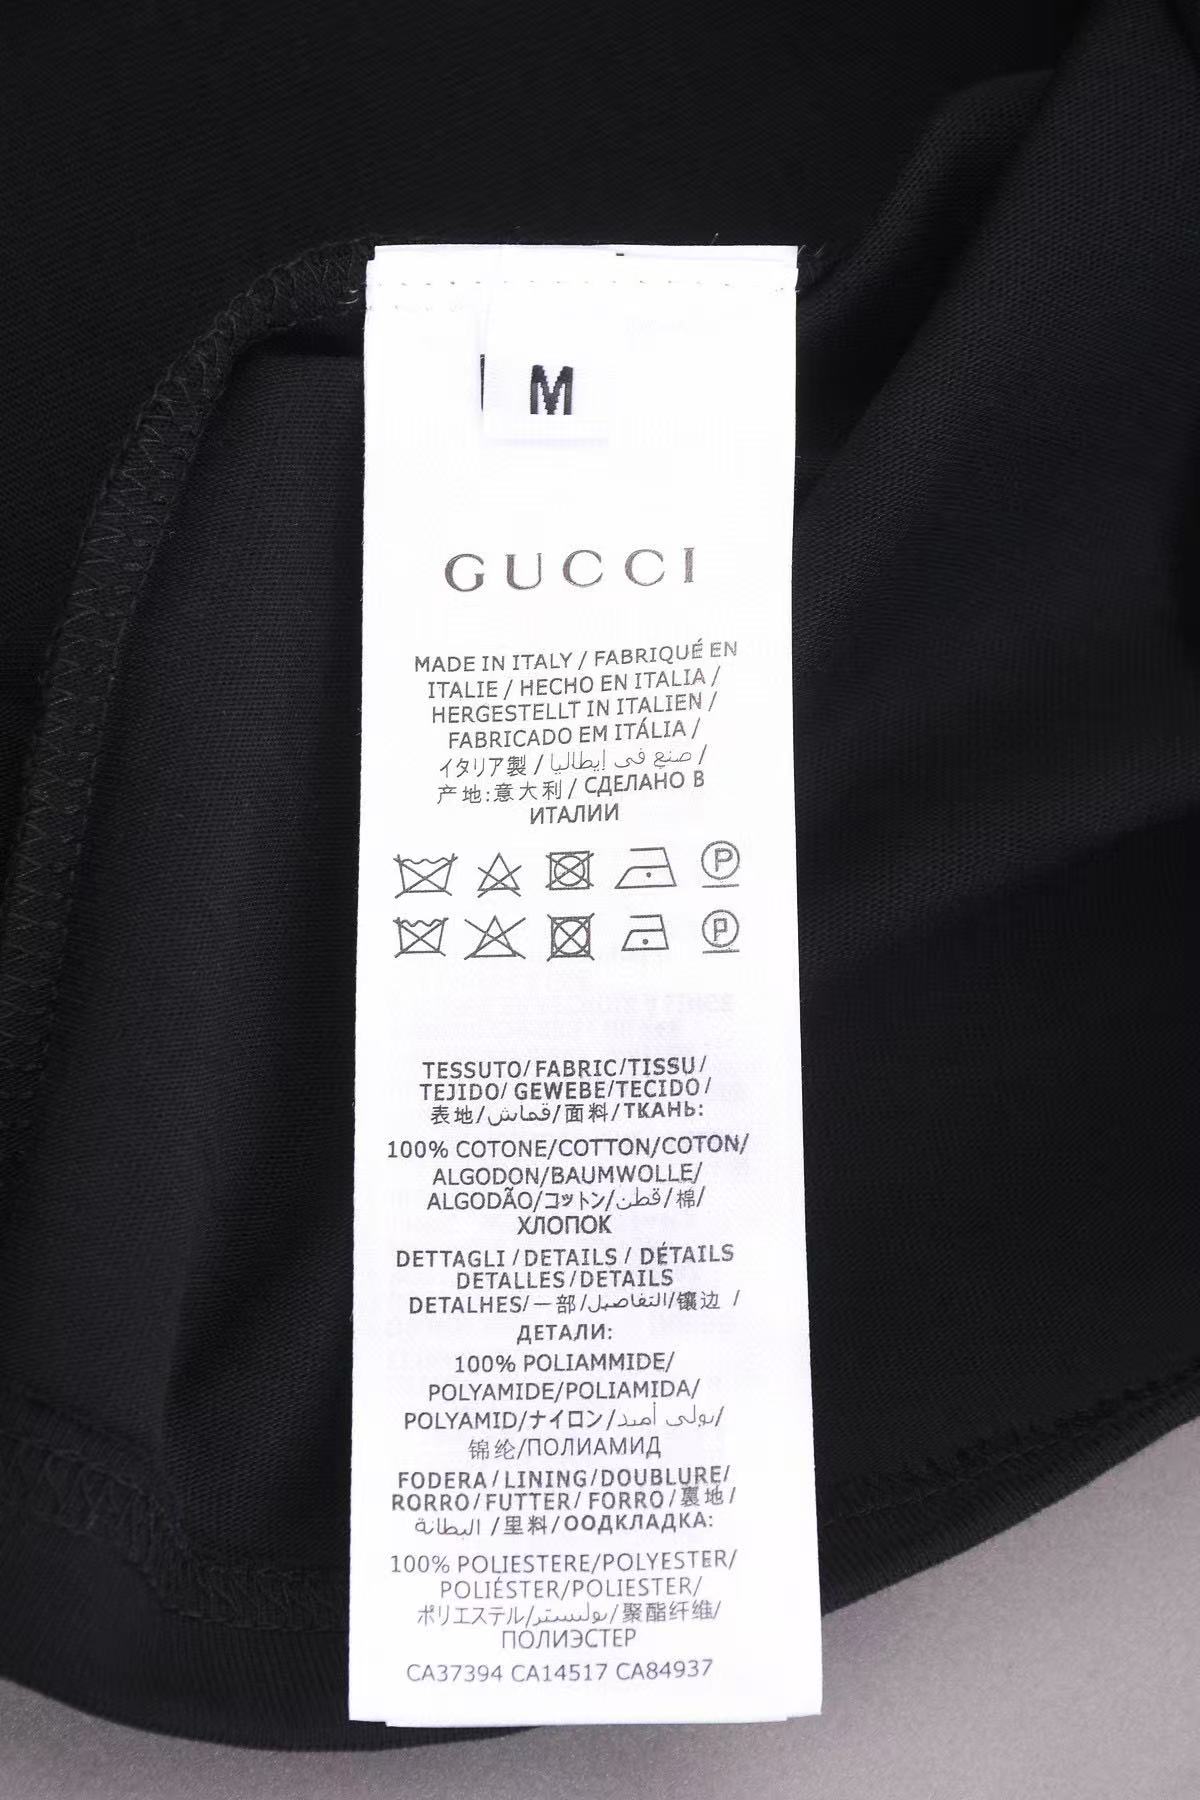 M
GUCCI
MADE IN ITALY / FABRIQUÉ EN
ITALIE / HECHO EN ITALIA /
HERGESTELLT IN ITALIEN /
FABRICADO EM ITÁLIA /
イタリア製 / صنع في إيطاليا /
产地:意大利 / СДЕЛАНО В
ИТАЛИИ
P
P
TESSUTO/FABRIC/TISSU/
TEJIDO/GEWEBE/TECIDO/
表地/قماش/面料/ТКАНЬ:
100% COTONE/COTTON/COTON/
ALGODON/BAUMWOLLE/
ALGODÃO/コットン/قطن/棉/
ХЛОПОК
DETTAGLI / DETAILS / DÉTAILS
DETALLES/DETAILS
DETALHES/一部/التفاصيل/镶边 /
ДЕТАЛИ:
100% POLIAMMIDE/
POLYAMIDE/POLIAMIDA/
POLYAMID/ナイロン/بولي أميد/
锦纶/ПОЛИАМИД
FODERA/LINING/DOUBLURE/
RORRO/FUTTER/FORRO/裏地/
البطانة /里料/ООДКЛАДКА:
100% POLIESTERE/POLYESTER/
POLIÉSTER/POLIESTER/
ポリエステル/بوليستر/聚酯纤维/
ПОЛИЭСТЕР
CA37394 CA14517 CA84937